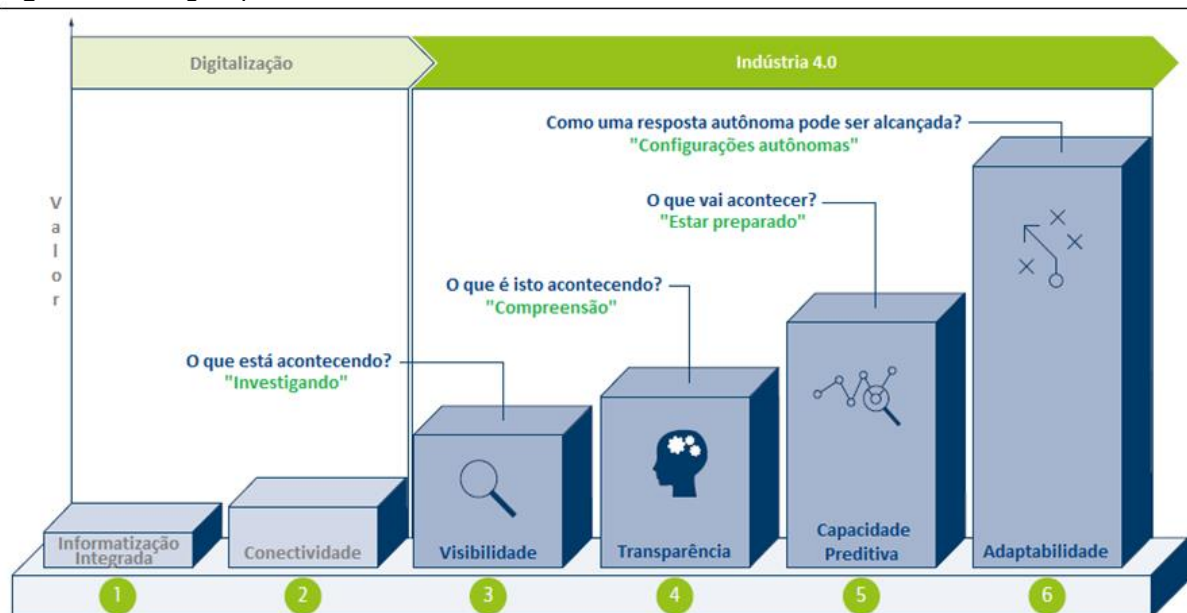 Digitalização
Indústria 4.0
Valor
Como uma resposta autônoma pode ser alcançada?
"Configurações autônomas"
O que vai acontecer?
"Estar preparado"
O que é isto acontecendo?
"Compreensão"
O que está acontecendo?
"Investigando"
Informatização
Integrada
Conectividade
Visibilidade
Transparência
Capacidade
Preditiva
Adaptabilidade
1
2
3
4
5
6